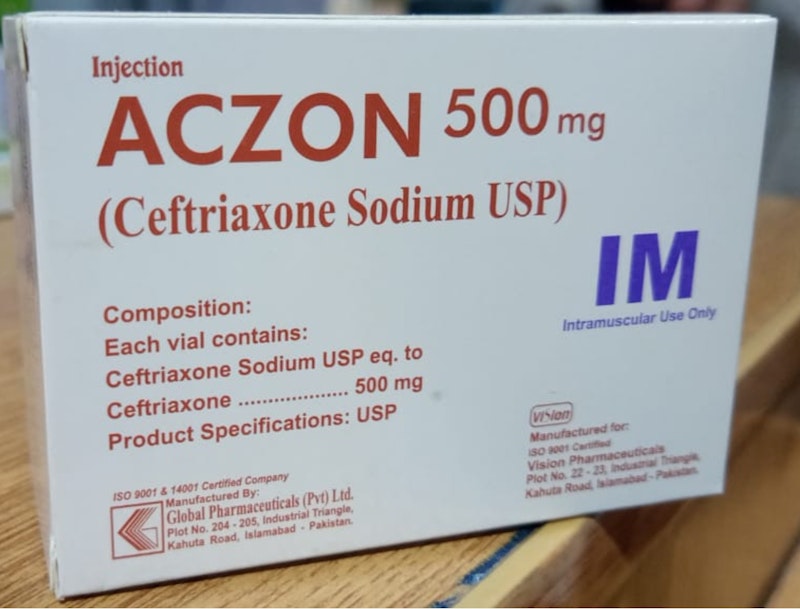 Injection
ACZON 500 mg
(Ceftriaxone Sodium USP)
IM
Intramuscular Use Only
Composition:
Each vial contains:
Ceftriaxone Sodium USP eq. to
Ceftriaxone .................... 500 mg
Product Specifications: USP
ISO 9001 & 14001 Certified Company
Manufactured By:
Global Pharmaceuticals (Pvt) Ltd.
Plot No. 204 - 205, Industrial Triangle,
Kahuta Road, Islamabad - Pakistan.
Vision
Manufactured for:
ISO 9001 Certified
Vision Pharmaceuticals
Plot No. 22 - 23, Industrial Triangle,
Kahuta Road, Islamabad - Pakistan.